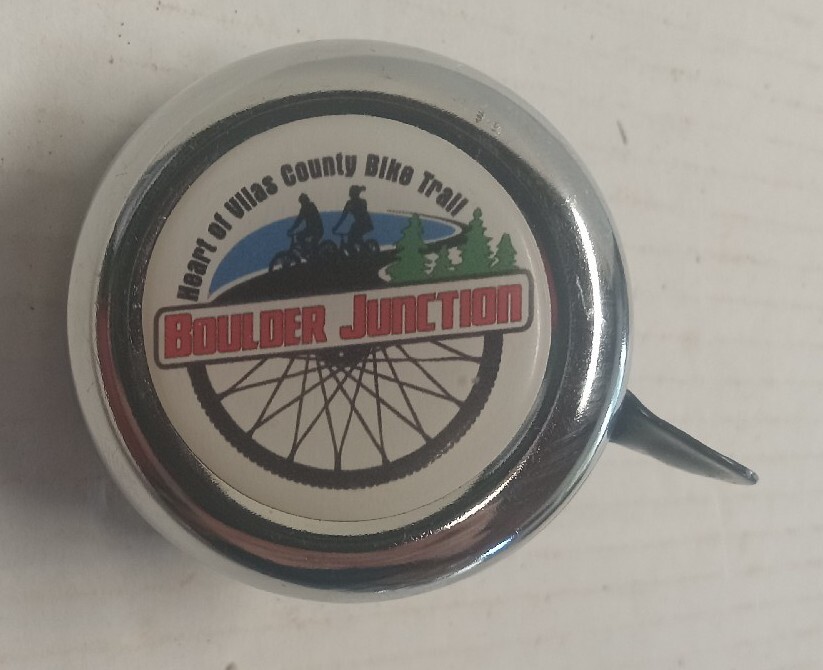 Heart of Vilas County Bike Trail
BOULDER JUNCTION